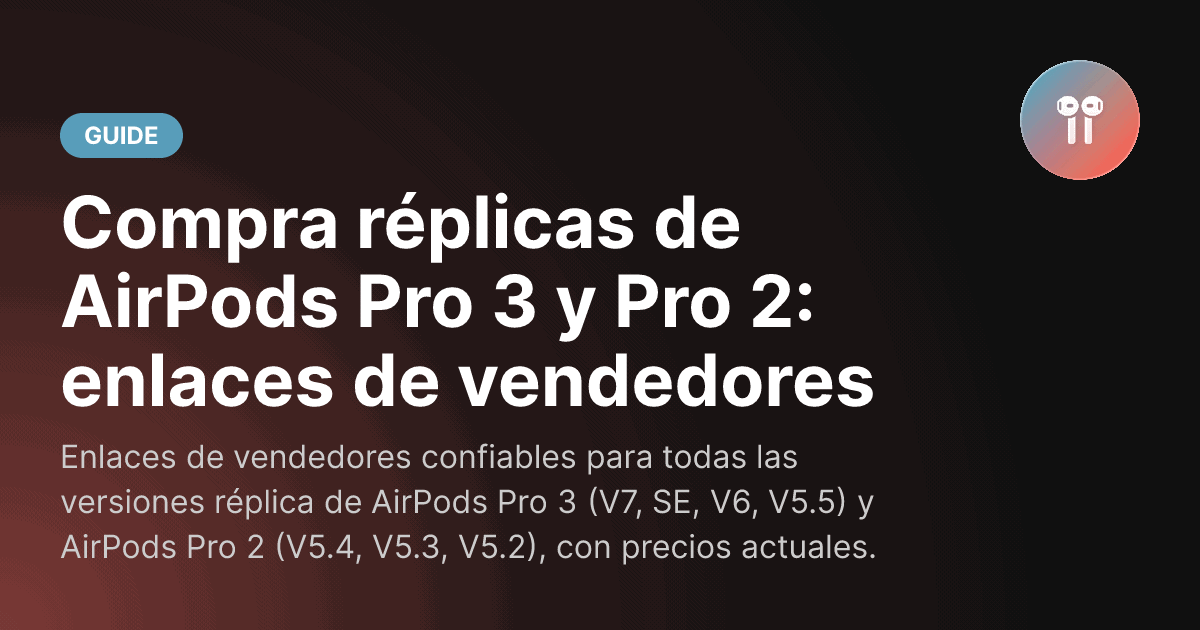 GUIDE
Compra réplicas de
AirPods Pro 3 y Pro 2:
enlaces de vendedores
Enlaces de vendedores confiables para todas las
versiones réplica de AirPods Pro 3 (V7, SE, V6, V5.5) y
AirPods Pro 2 (V5.4, V5.3, V5.2), con precios actuales.